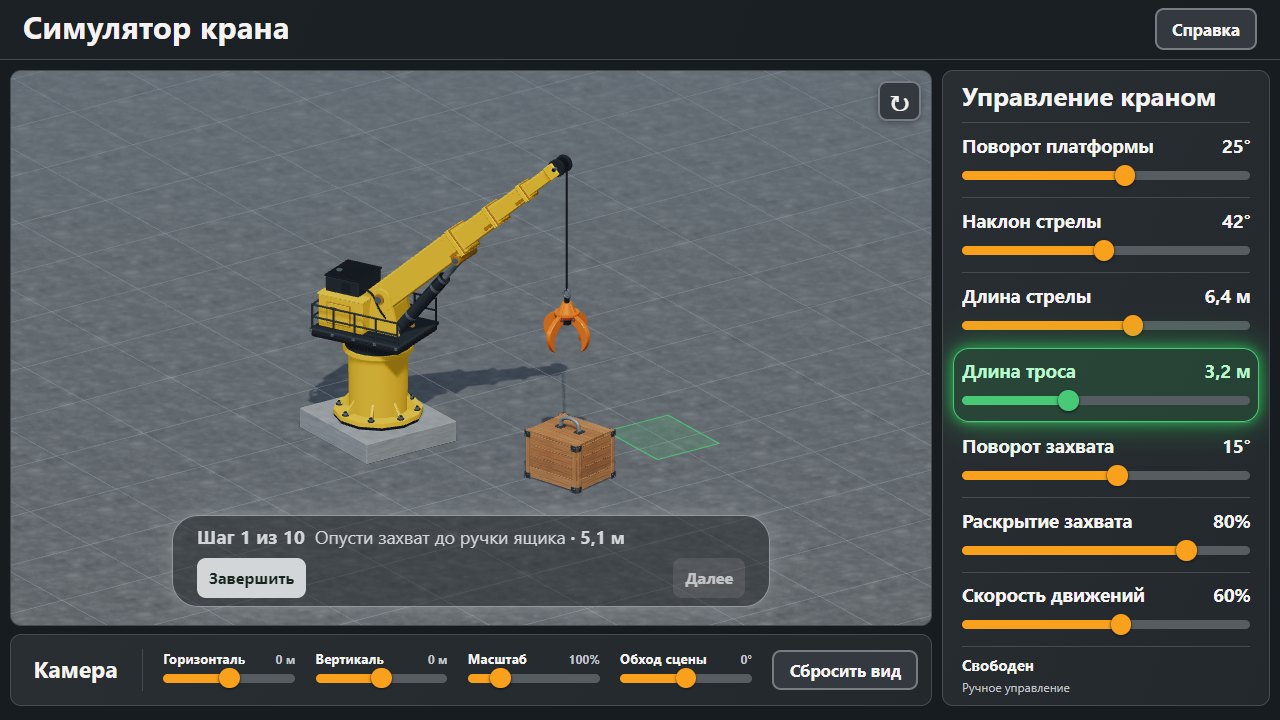 Симулятор крана
Справка
↻
Шаг 1 из 10 Опусти захват до ручки ящика · 5,1 м
Завершить
Далее
Камера
Горизонталь 0 м
Вертикаль 0 м
Масштаб 100%
Обход сцены 0°
Сбросить вид
Управление краном
Поворот платформы 25°
Наклон стрелы 42°
Длина стрелы 6,4 м
Длина троса 3,2 м
Поворот захвата 15°
Раскрытие захвата 80%
Скорость движений 60%
Свободен
Ручное управление